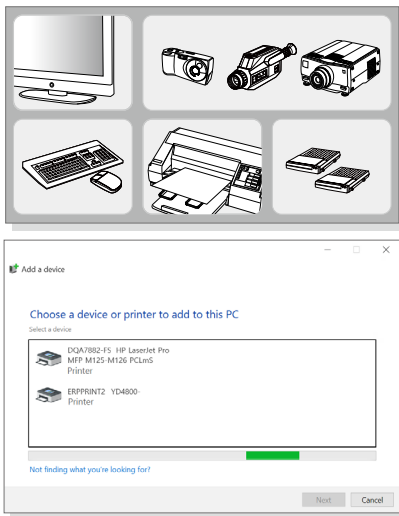 Add a device
Choose a device or printer to add to this PC
Select a device
DQA7882-F5 HP LaserJet Pro
MFP M125-M126 PCLmS
Printer
ERPPRINT2 YD4800-
Printer
Not finding what you're looking for?
Next Cancel